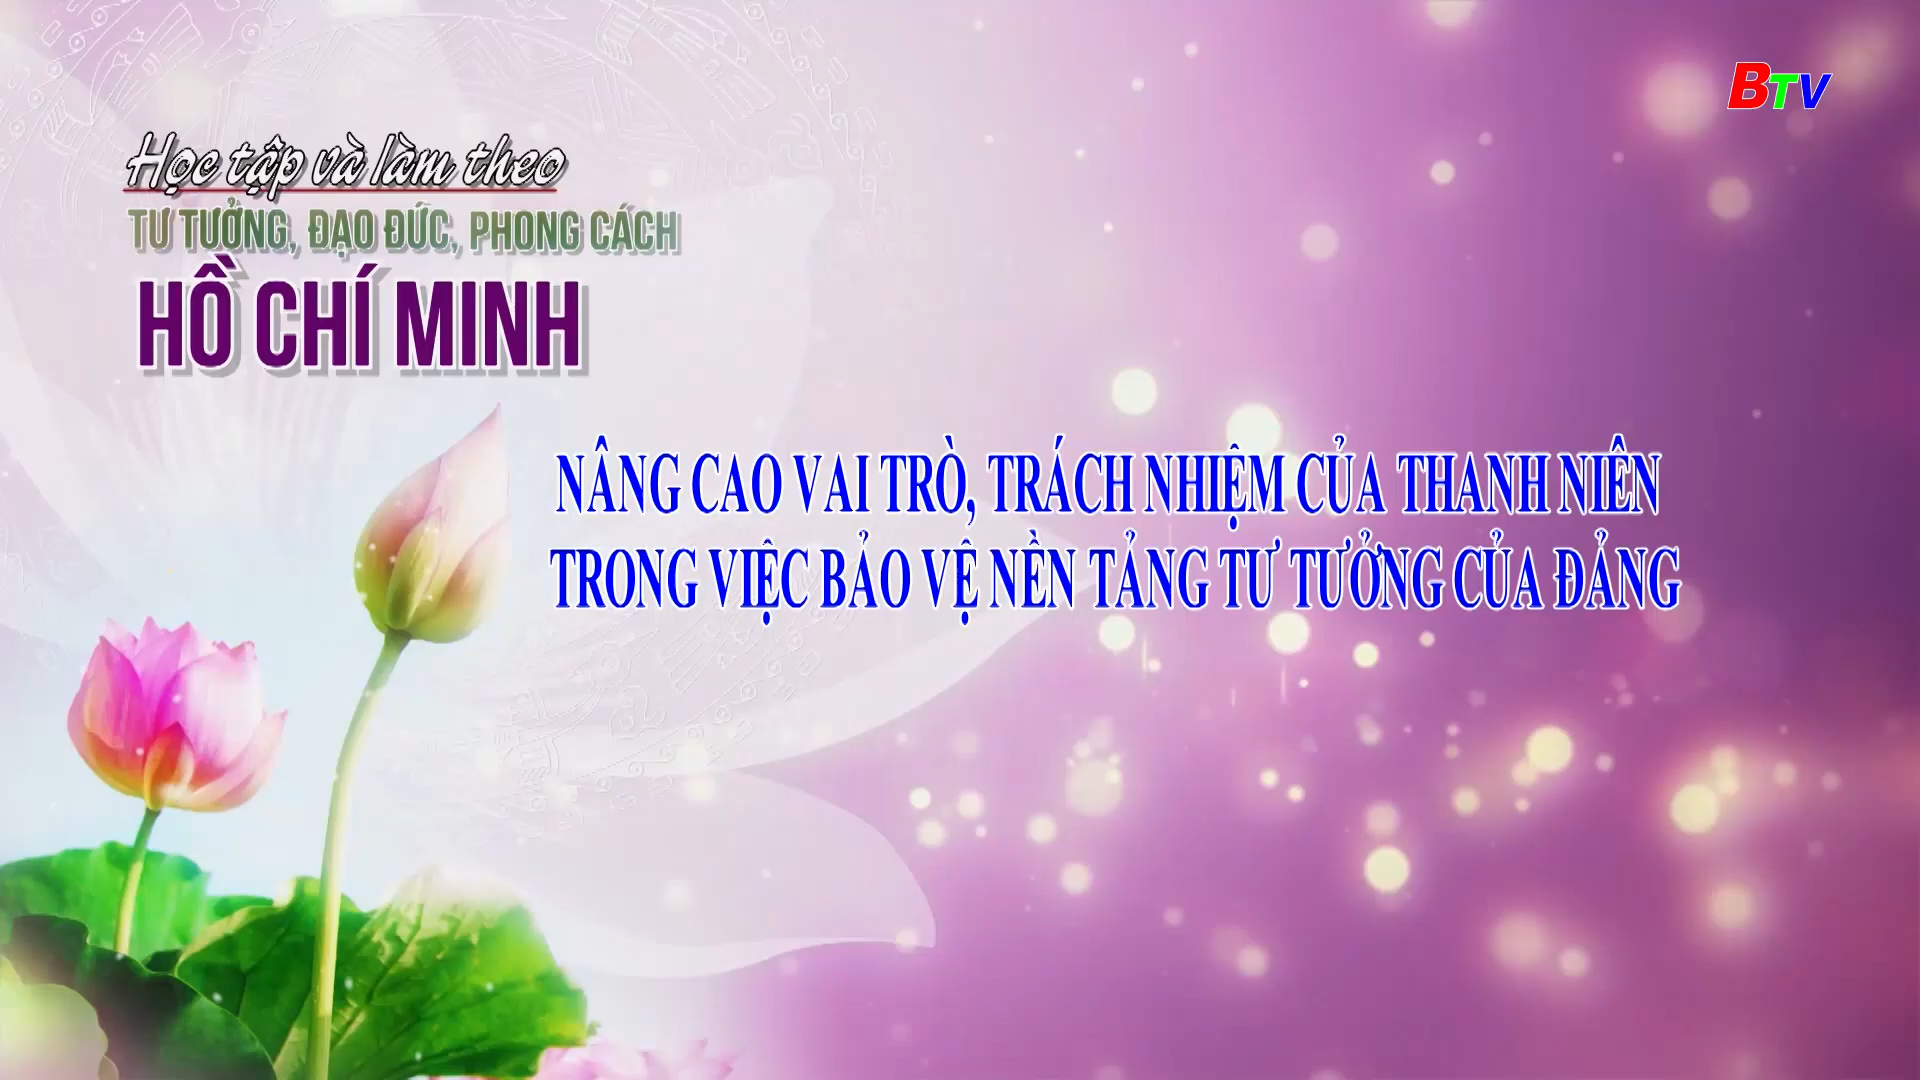 BTV
Học tập và làm theo
TƯ TƯỞNG, ĐẠO ĐỨC, PHONG CÁCH
HỒ CHÍ MINH
NÂNG CAO VAI TRÒ, TRÁCH NHIỆM CỦA THANH NIÊN
TRONG VIỆC BẢO VỆ NỀN TẢNG TƯ TƯỞNG CỦA ĐẢNG